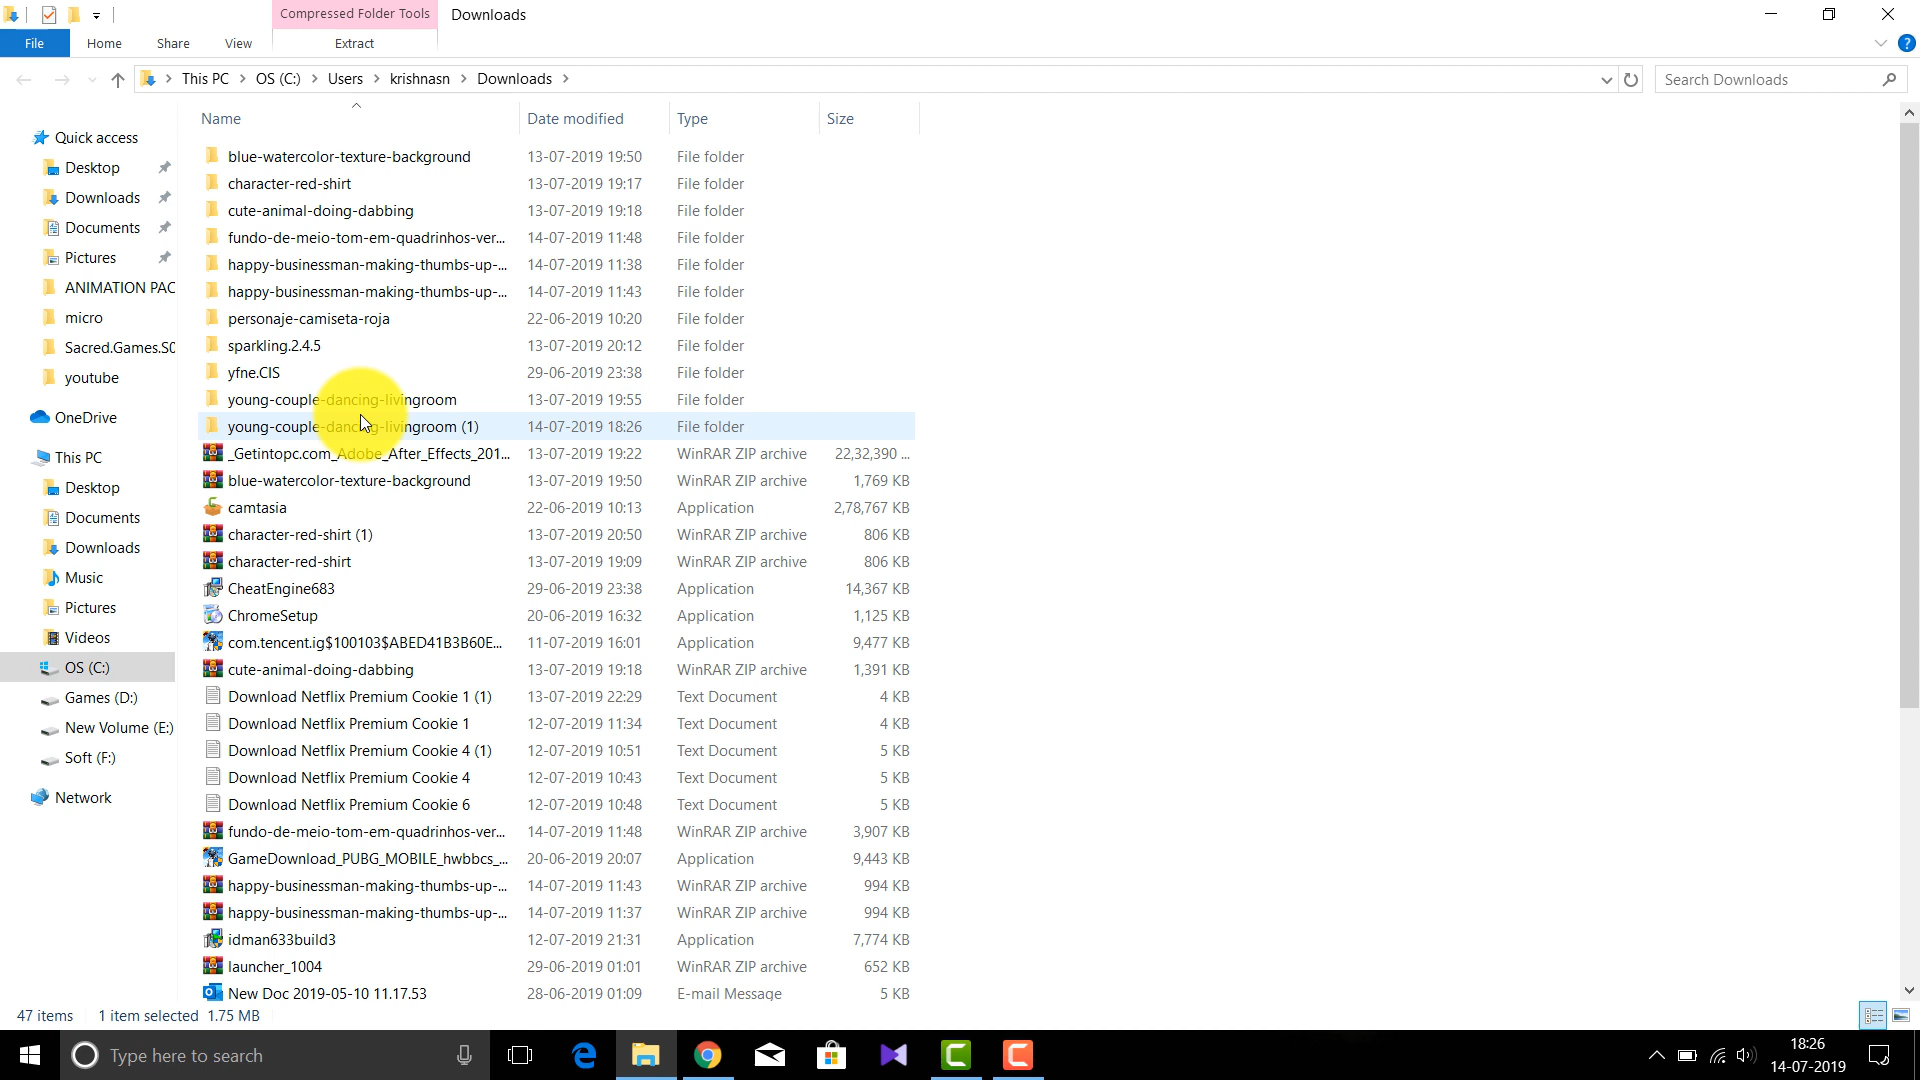 Compressed Folder Tools
Downloads
File
Home
Share
View
Extract
This PC
OS (C:)
Users
krishnasn
Downloads
Search Downloads
Name
Date modified
Type
Size
Quick access
Desktop
Downloads
Documents
Pictures
ANIMATION PAC
micro
Sacred.Games.S0
youtube
OneDrive
This PC
Desktop
Documents
Downloads
Music
Pictures
Videos
OS (C:)
Games (D:)
New Volume (E:)
Soft (F:)
Network
blue-watercolor-texture-background 13-07-2019 19:50 File folder
character-red-shirt 13-07-2019 19:17 File folder
cute-animal-doing-dabbing 13-07-2019 19:18 File folder
fundo-de-meio-tom-em-quadrinhos-ver... 14-07-2019 11:48 File folder
happy-businessman-making-thumbs-up-... 14-07-2019 11:38 File folder
happy-businessman-making-thumbs-up-... 14-07-2019 11:43 File folder
personaje-camiseta-roja 22-06-2019 10:20 File folder
sparkling.2.4.5 13-07-2019 20:12 File folder
yfne.CIS 29-06-2019 23:38 File folder
young-couple-dancing-livingroom 13-07-2019 19:55 File folder
young-couple-dancing-livingroom (1) 14-07-2019 18:26 File folder
_Getintopc.com_Adobe_After_Effects_201... 13-07-2019 19:22 WinRAR ZIP archive 22,32,390 ...
blue-watercolor-texture-background 13-07-2019 19:50 WinRAR ZIP archive 1,769 KB
camtasia 22-06-2019 10:13 Application 2,78,767 KB
character-red-shirt (1) 13-07-2019 20:50 WinRAR ZIP archive 806 KB
character-red-shirt 13-07-2019 19:09 WinRAR ZIP archive 806 KB
CheatEngine683 29-06-2019 23:38 Application 14,367 KB
ChromeSetup 20-06-2019 16:32 Application 1,125 KB
com.tencent.ig$100103$ABED41B3B60E... 11-07-2019 16:01 Application 9,477 KB
cute-animal-doing-dabbing 13-07-2019 19:18 WinRAR ZIP archive 1,391 KB
Download Netflix Premium Cookie 1 (1) 13-07-2019 22:29 Text Document 4 KB
Download Netflix Premium Cookie 1 12-07-2019 11:34 Text Document 4 KB
Download Netflix Premium Cookie 4 (1) 12-07-2019 10:51 Text Document 5 KB
Download Netflix Premium Cookie 4 12-07-2019 10:43 Text Document 5 KB
Download Netflix Premium Cookie 6 12-07-2019 10:48 Text Document 5 KB
fundo-de-meio-tom-em-quadrinhos-ver... 14-07-2019 11:48 WinRAR ZIP archive 3,907 KB
GameDownload_PUBG_MOBILE_hwbbcs_... 20-06-2019 20:07 Application 9,443 KB
happy-businessman-making-thumbs-up-... 14-07-2019 11:43 WinRAR ZIP archive 994 KB
happy-businessman-making-thumbs-up-... 14-07-2019 11:37 WinRAR ZIP archive 994 KB
idman633build3 12-07-2019 21:31 Application 7,774 KB
launcher_1004 29-06-2019 01:01 WinRAR ZIP archive 652 KB
New Doc 2019-05-10 11.17.53 28-06-2019 01:09 E-mail Message 5 KB
47 items 1 item selected 1.75 MB
Type here to search
18:26
14-07-2019